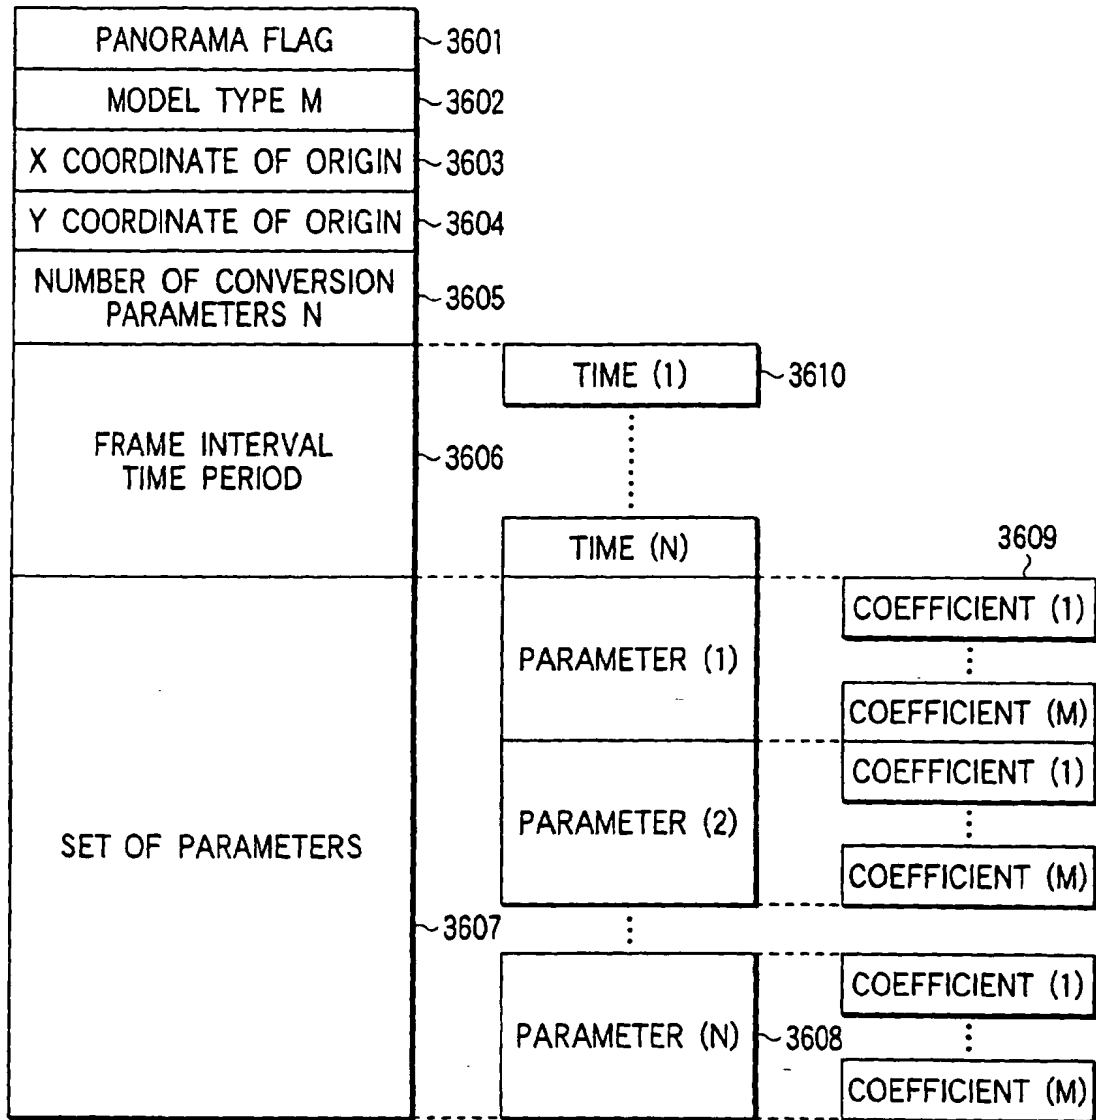 PANORAMA FLAG 3601
MODEL TYPE M 3602
X COORDINATE OF ORIGIN 3603
Y COORDINATE OF ORIGIN 3604
NUMBER OF CONVERSION
PARAMETERS N 3605
FRAME INTERVAL
TIME PERIOD 3606
TIME (1) 3610
TIME (N)
3609
SET OF PARAMETERS 3607
PARAMETER (1)
COEFFICIENT (1)
COEFFICIENT (M)
PARAMETER (2)
COEFFICIENT (1)
COEFFICIENT (M)
PARAMETER (N) 3608
COEFFICIENT (1)
COEFFICIENT (M)